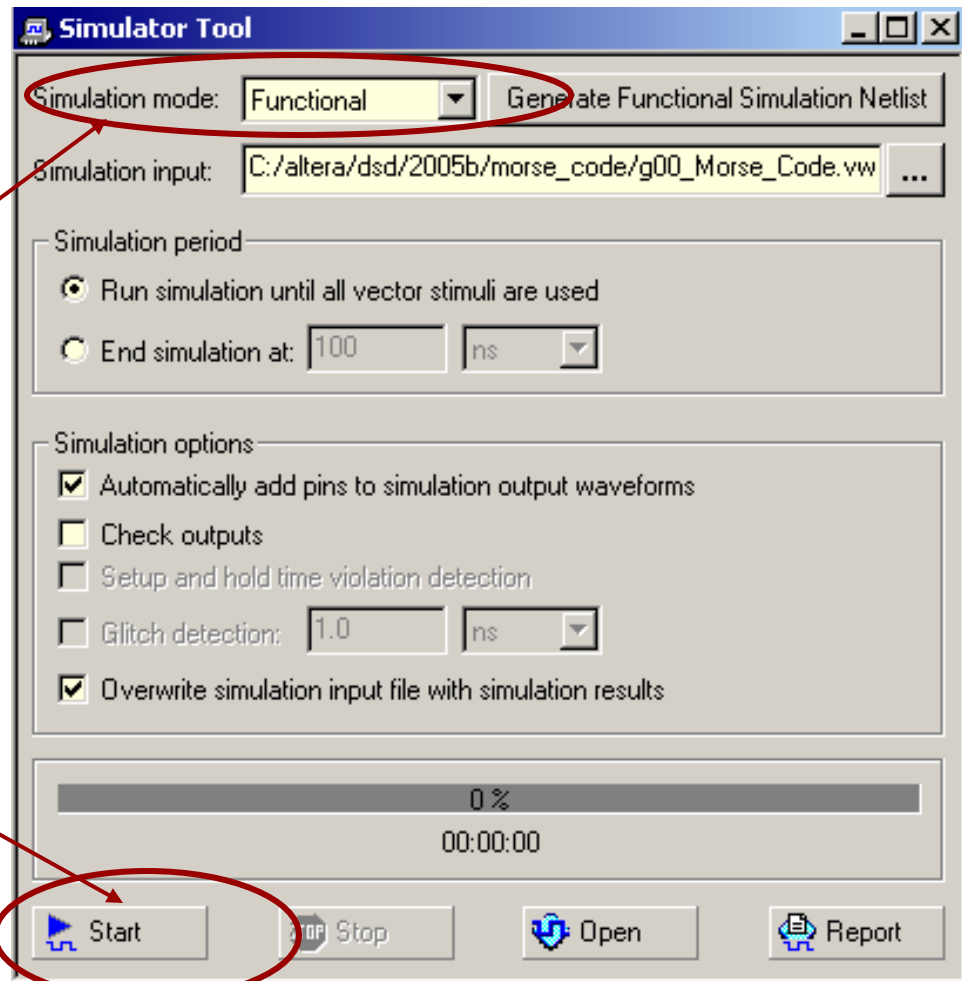 Simulator Tool
Simulation mode: Functional Generate Functional Simulation Netlist
Simulation input: C:/altera/dsd/2005b/morse_code/g00_Morse_Code.vw ...
Simulation period
Run simulation until all vector stimuli are used
End simulation at: 100 ns
Simulation options
Automatically add pins to simulation output waveforms
Check outputs
Setup and hold time violation detection
Glitch detection: 1.0 ns
Overwrite simulation input file with simulation results
0 %
00:00:00
Start STOP Stop Open Report